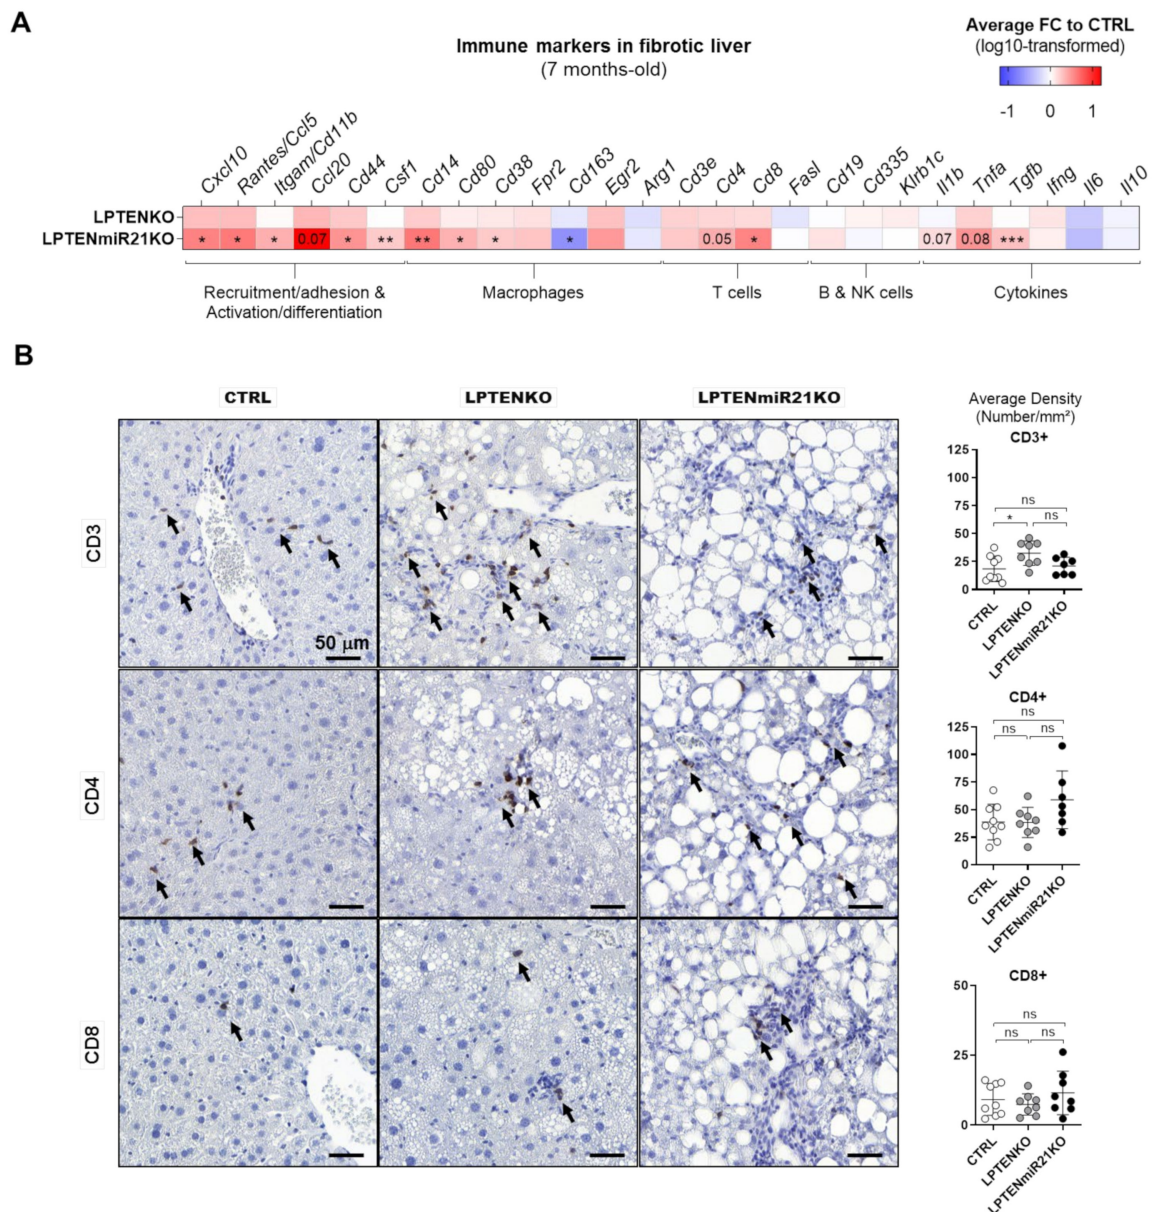 A
Immune markers in fibrotic liver
(7 months-old)
Average FC to CTRL
(log10-transformed)
-1 0 1
Cxcl10 Rantes/Ccl5 Itgam/Cd11b Ccl20 Cd44 Csf1 Cd14 Cd80 Cd38 Fpr2 Cd163 Egr2 Arg1 Cd3e Cd4 Cd8 Fasl Cd19 Cd335 Klrb1c Il1b Tnfa Tgfb Ifng Il6 Il10
LPTENKO
LPTENmiR21KO * * * 0.07 * ** ** * * * 0.05 * 0.07 0.08 ***
Recruitment/adhesion &
Activation/differentiation
Macrophages
T cells
B & NK cells
Cytokines
B
CTRL LPTENKO LPTENmiR21KO
CD3
50 μm
CD4
CD8
Average Density
(Number/mm²)
CD3+
125
100
75
50
25
0
ns
* ns
CTRL LPTENKO LPTENmiR21KO
CD4+
125
100
75
50
25
0
ns
ns ns
CTRL LPTENKO LPTENmiR21KO
CD8+
50
25
0
ns
ns ns
CTRL LPTENKO LPTENmiR21KO